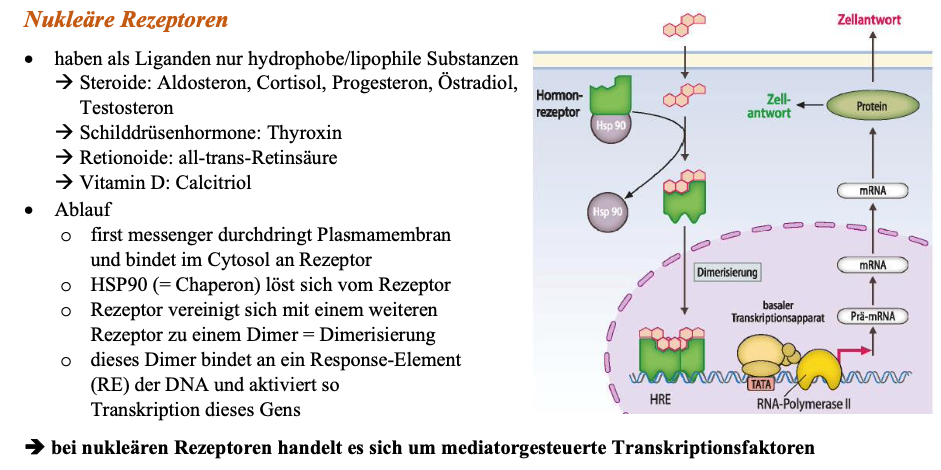 Nukleäre Rezeptoren
• haben als Liganden nur hydrophobe/lipophile Substanzen
→ Steroide: Aldosteron, Cortisol, Progesteron, Östradiol,
Testosteron
→ Schilddrüsenhormone: Thyroxin
→ Retionoide: all-trans-Retinsäure
→ Vitamin D: Calcitriol
• Ablauf
o first messenger durchdringt Plasmamembran
und bindet im Cytosol an Rezeptor
o HSP90 (= Chaperon) löst sich vom Rezeptor
o Rezeptor vereinigt sich mit einem weiteren
Rezeptor zu einem Dimer = Dimerisierung
o dieses Dimer bindet an ein Response-Element
(RE) der DNA und aktiviert so
Transkription dieses Gens
➔ bei nukleären Rezeptoren handelt es sich um mediatorgesteuerte Transkriptionsfaktoren
Zellantwort
Hormon-
rezeptor
Hsp 90
Zell-
antwort
Protein
Hsp 90
mRNA
Dimerisierung
mRNA
basaler
Transkriptionsapparat
Prä-mRNA
TATA
HRE
RNA-Polymerase II